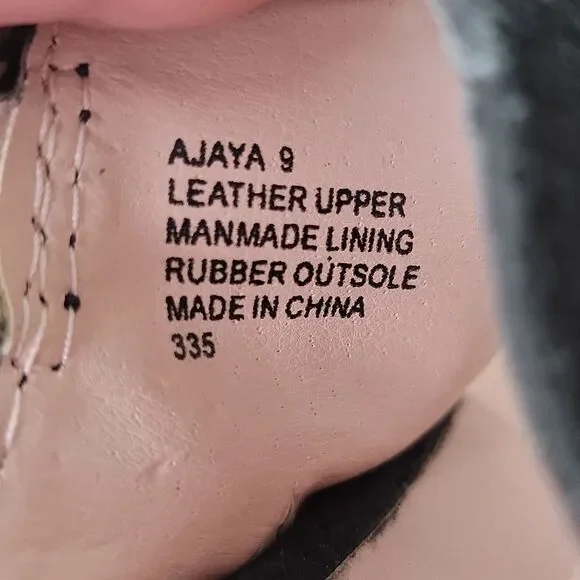 AJAYA 9
LEATHER UPPER
MANMADE LINING
RUBBER OUTSOLE
MADE IN CHINA
335